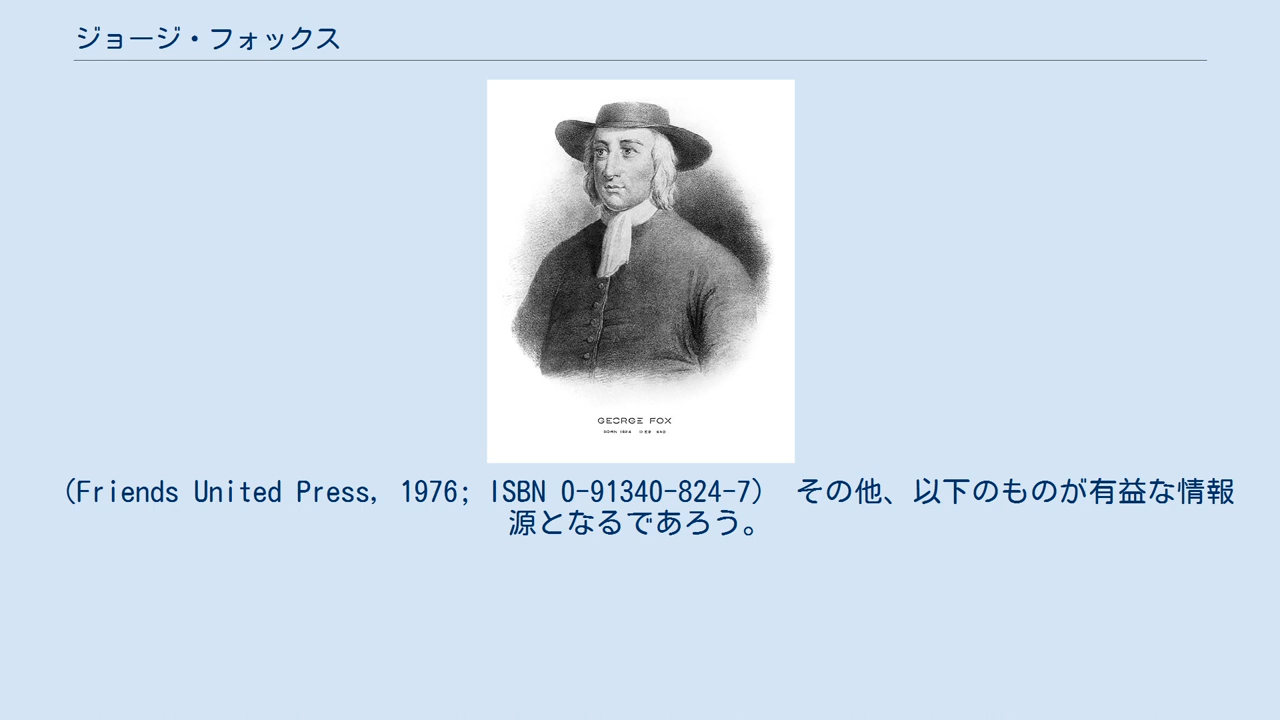 ジョージ・フォックス
GEORGE FOX
(Friends United Press, 1976; ISBN 0-91340-824-7)　その他、以下のものが有益な情報
源となるであろう。